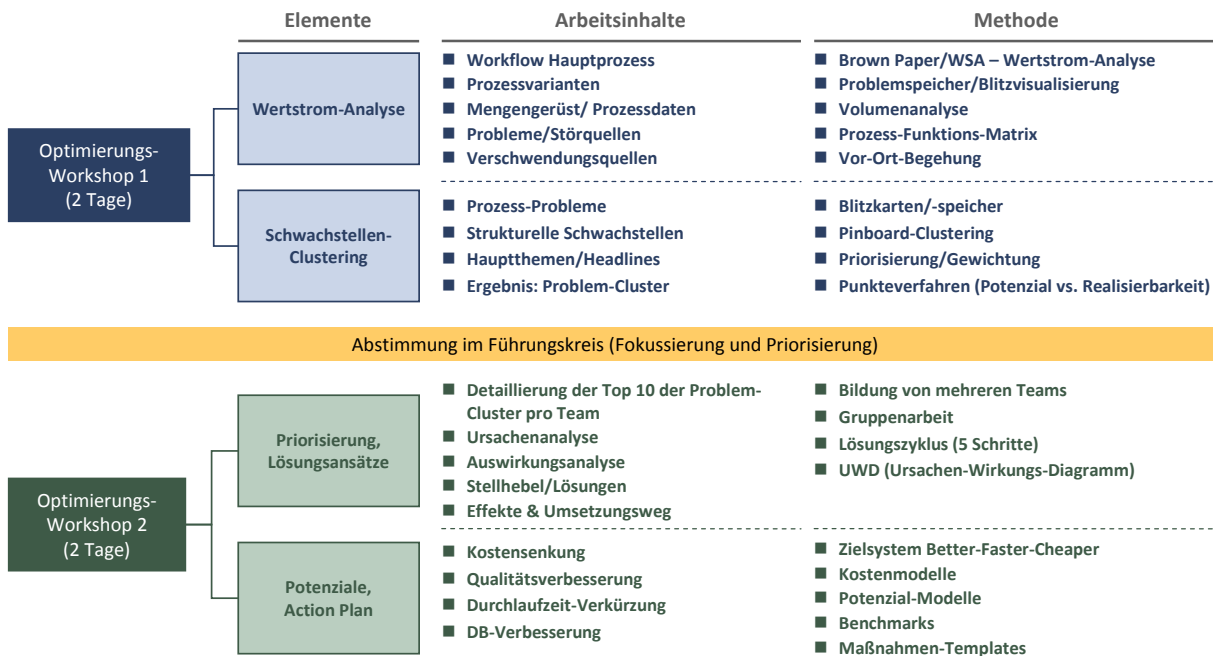 Elemente
Arbeitsinhalte
Methode
Optimierungs-
Workshop 1
(2 Tage)
Wertstrom-Analyse
Workflow Hauptprozess
Prozessvarianten
Mengengerüst/ Prozessdaten
Probleme/Störquellen
Verschwendungsquellen
Brown Paper/WSA – Wertstrom-Analyse
Problemspeicher/Blitzvisualisierung
Volumenanalyse
Prozess-Funktions-Matrix
Vor-Ort-Begehung
Schwachstellen-
Clustering
Prozess-Probleme
Strukturelle Schwachstellen
Hauptthemen/Headlines
Ergebnis: Problem-Cluster
Blitzkarten/-speicher
Pinboard-Clustering
Priorisierung/Gewichtung
Punkteverfahren (Potenzial vs. Realisierbarkeit)
Abstimmung im Führungskreis (Fokussierung und Priorisierung)
Optimierungs-
Workshop 2
(2 Tage)
Priorisierung,
Lösungsansätze
Detaillierung der Top 10 der Problem-
Cluster pro Team
Ursachenanalyse
Auswirkungsanalyse
Stellhebel/Lösungen
Effekte & Umsetzungsweg
Bildung von mehreren Teams
Gruppenarbeit
Lösungszyklus (5 Schritte)
UWD (Ursachen-Wirkungs-Diagramm)
Potenziale,
Action Plan
Kostensenkung
Qualitätsverbesserung
Durchlaufzeit-Verkürzung
DB-Verbesserung
Zielsystem Better-Faster-Cheaper
Kostenmodelle
Potenzial-Modelle
Benchmarks
Maßnahmen-Templates